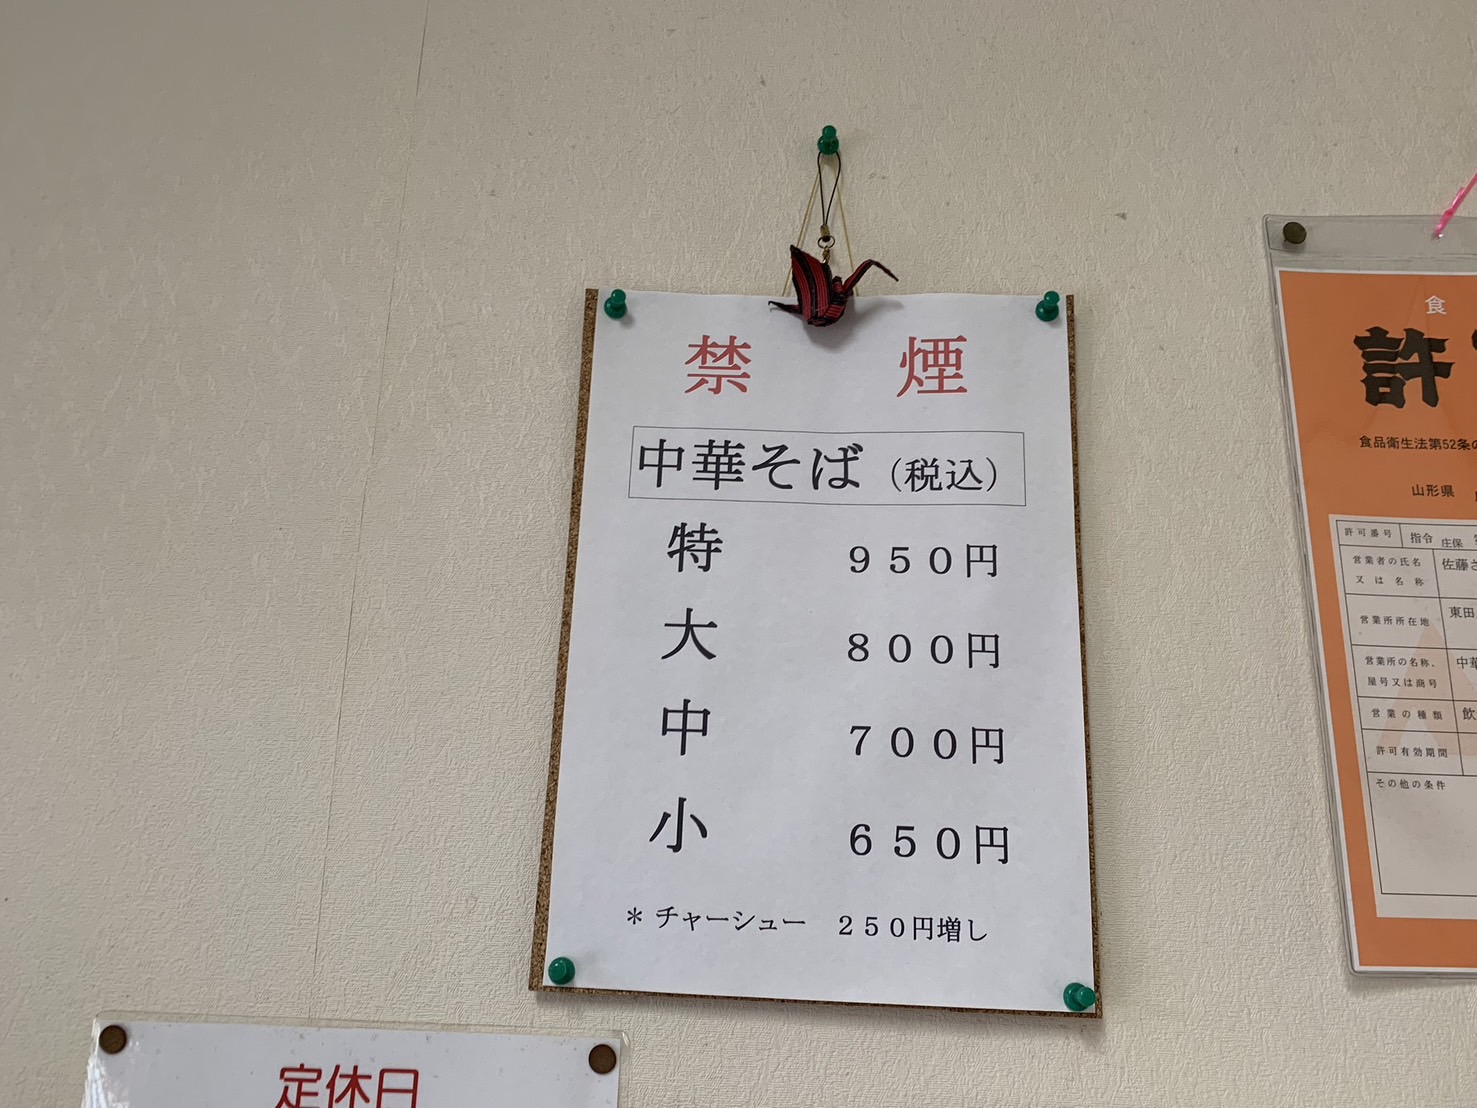 禁 煙
中華そば（税込）
特 ９５０円
大 ８００円
中 ７００円
小 ６５０円
＊ チャーシュー ２５０円増し
定休日
食
許
食品衛生法第52条の
山形県
許可番号 指令 庄保
営業者の氏名
又は名称
佐藤さ
営業所所在地 東田
営業所の名称、
屋号又は商号
中華
営業の種類 飲
許可有効期間
その他の条件